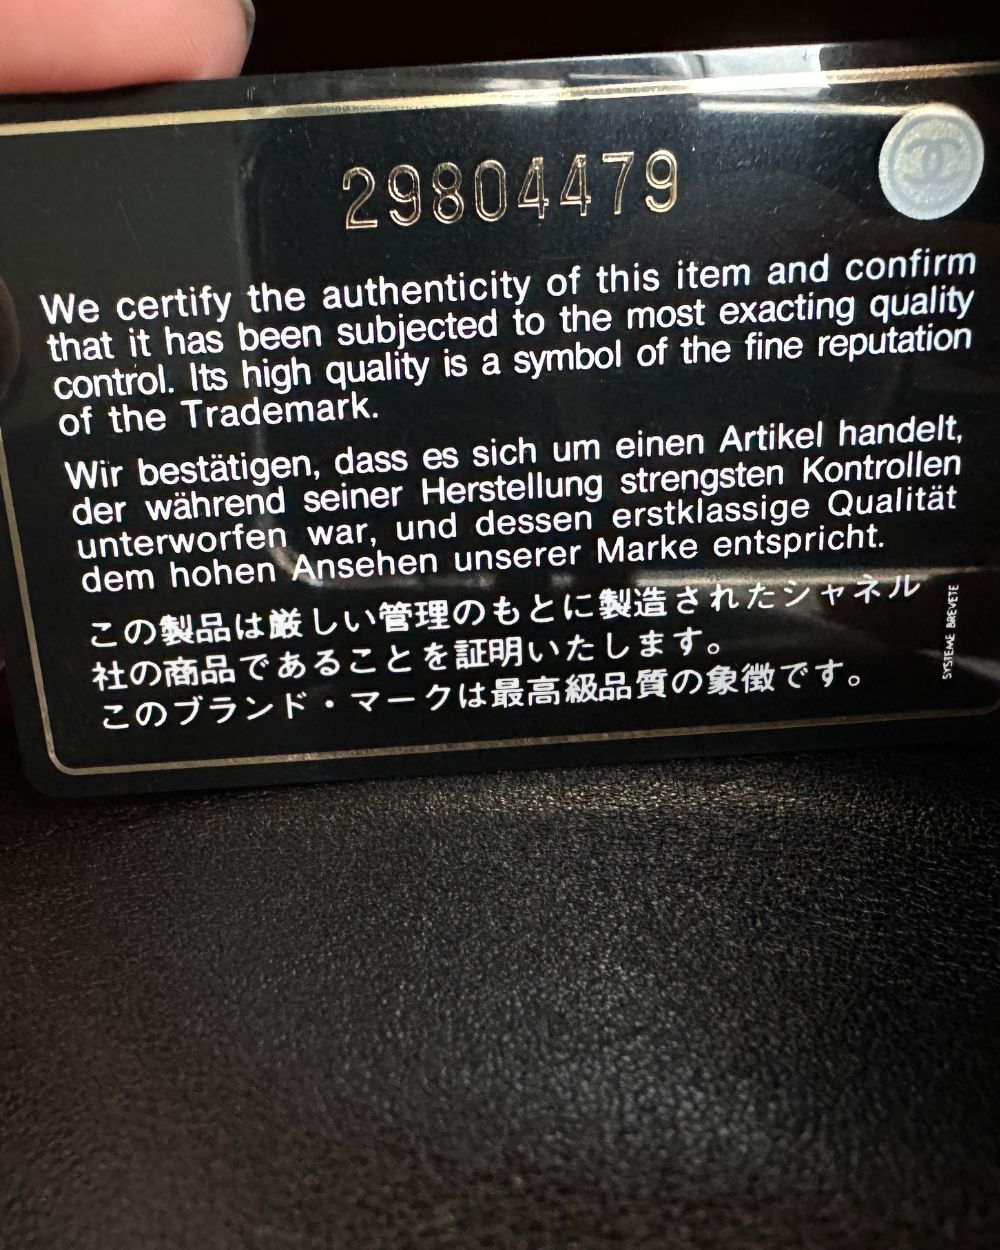 29804479
We certify the authenticity of this item and confirm
that it has been subjected to the most exacting quality
control. Its high quality is a symbol of the fine reputation
of the Trademark.
Wir bestätigen, dass es sich um einen Artikel handelt,
der während seiner Herstellung strengsten Kontrollen
unterworfen war, und dessen erstklassige Qualität
dem hohen Ansehen unserer Marke entspricht.
この製品は厳しい管理のもとに製造されたシャネル
社の商品であることを証明いたします。
このブランド・マークは最高級品質の象徴です。
SYSTEME BREVETE